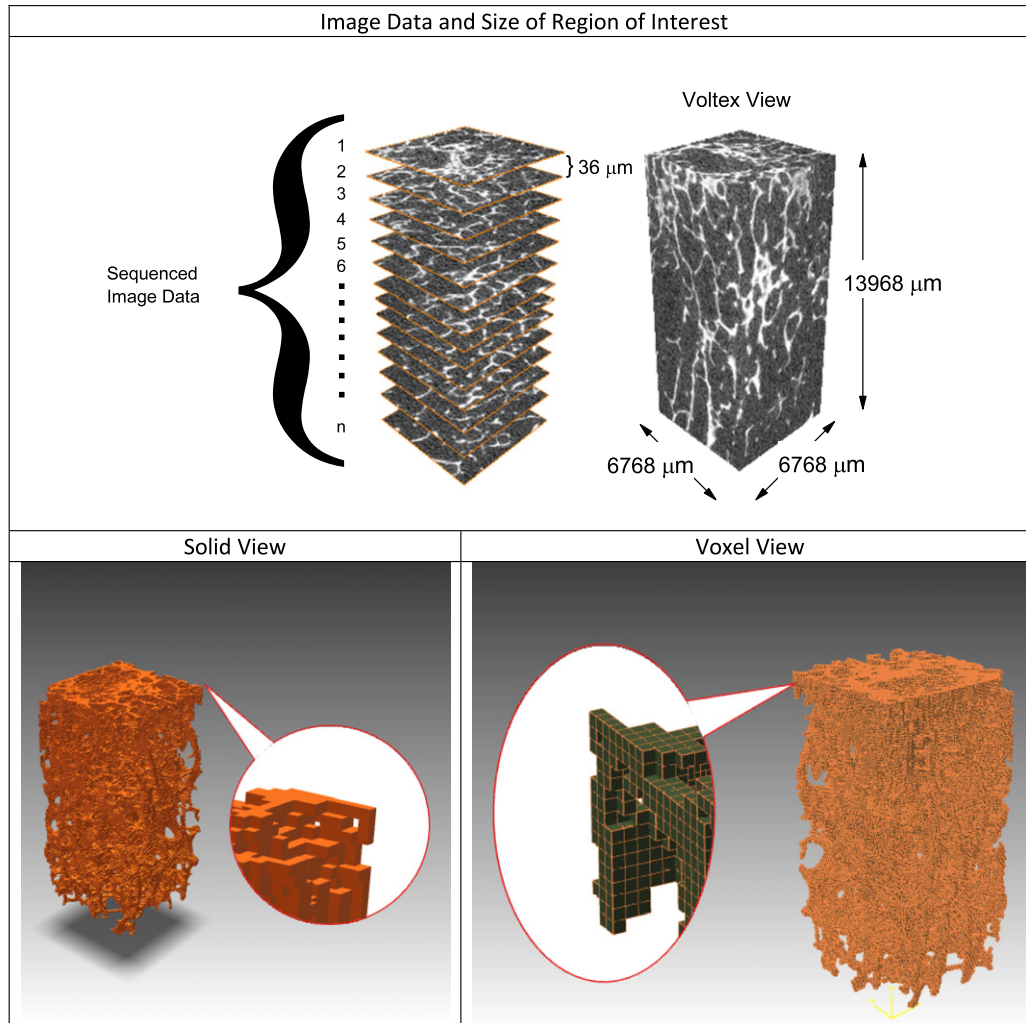 Image Data and Size of Region of Interest
Voltex View
1
2
3
4
5
6
n
Sequenced
Image Data
} 36 μm
13968 μm
6768 μm
6768 μm
Solid View
Voxel View